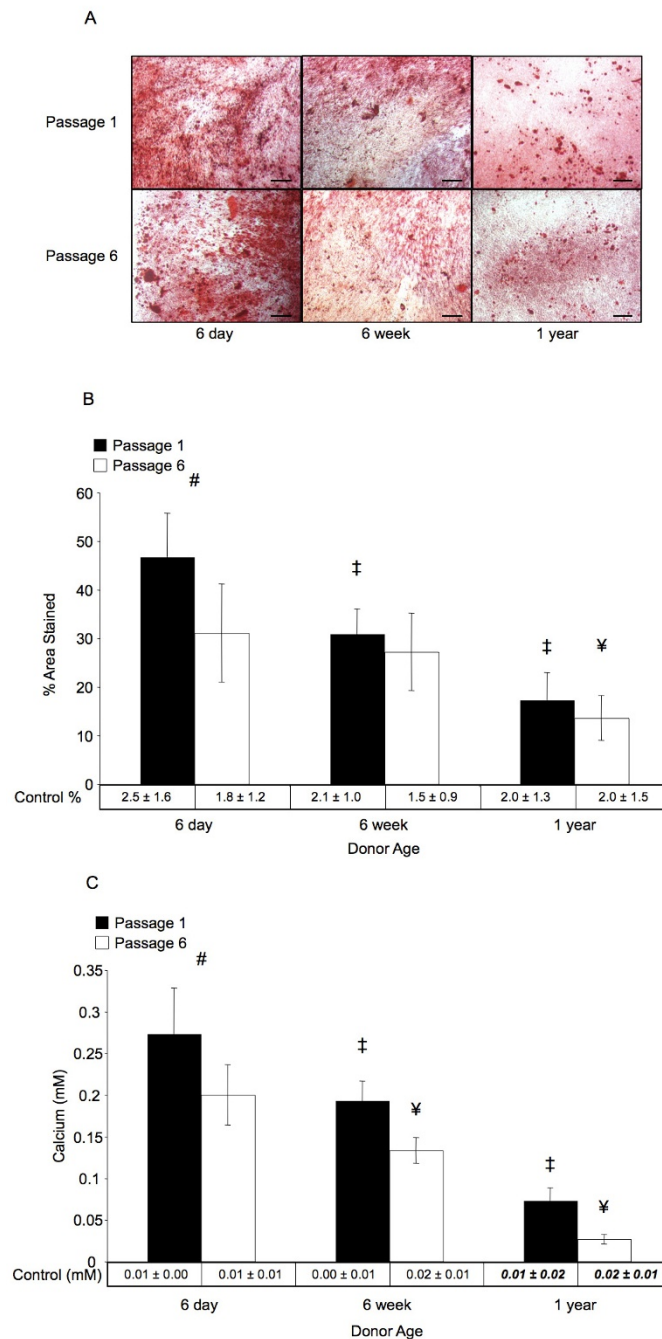 A
Passage 1
Passage 6
6 day 6 week 1 year
B
Passage 1
Passage 6
#
60
50
‡
40
30
‡ ¥
20
10
0
% Area Stained
Control % 2.5 ± 1.6 1.8 ± 1.2 2.1 ± 1.0 1.5 ± 0.9 2.0 ± 1.3 2.0 ± 1.5
6 day 6 week 1 year
Donor Age
C
Passage 1
Passage 6
#
0.35
0.3
0.25
‡
0.2
¥
0.15
‡
0.1
¥
0.05
0
Calcium (mM)
Control (mM) 0.01 ± 0.00 0.01 ± 0.01 0.00 ± 0.01 0.02 ± 0.01 0.01 ± 0.02 0.02 ± 0.01
6 day 6 week 1 year
Donor Age